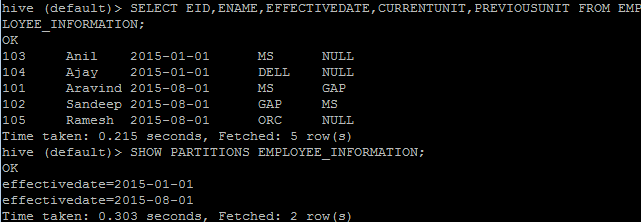 hive (default)> SELECT EID,ENAME,EFFECTIVEDATE,CURRENTUNIT,PREVIOUSUNIT FROM EMP
LOYEE_INFORMATION;
OK
103 Anil 2015-01-01 MS NULL
104 Ajay 2015-01-01 DELL NULL
101 Aravind 2015-08-01 MS GAP
102 Sandeep 2015-08-01 GAP MS
105 Ramesh 2015-08-01 ORC NULL
Time taken: 0.215 seconds, Fetched: 5 row(s)
hive (default)> SHOW PARTITIONS EMPLOYEE_INFORMATION;
OK
effectivedate=2015-01-01
effectivedate=2015-08-01
Time taken: 0.303 seconds, Fetched: 2 row(s)